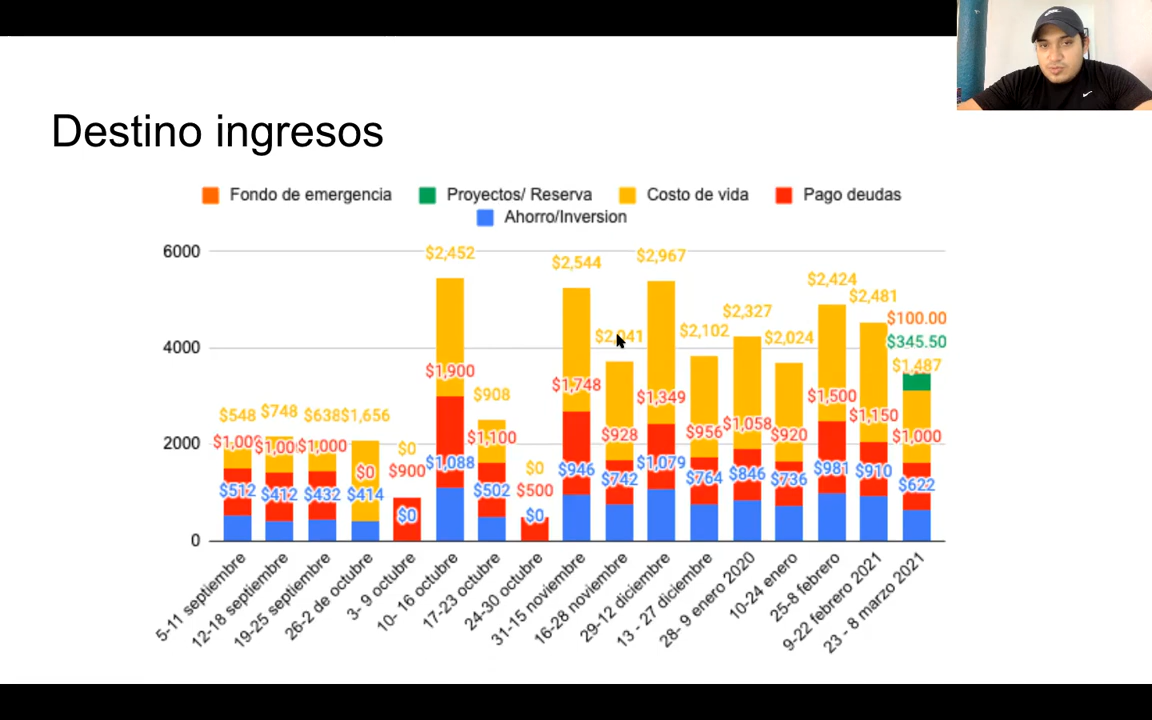 Destino ingresos
Fondo de emergencia Proyectos/ Reserva Costo de vida Pago deudas
Ahorro/Inversion
6000
4000
2000
0
$548 $748 $638 $1,656 $0 $2,452 $908 $0 $2,544 $2,967 $2,102 $2,327 $2,024 $2,424 $2,481 $1,487
$1,000 $0 $900 $1,900 $1,100 $500 $1,748 $928 $1,349 $956 $1,058 $920 $1,500 $1,150 $1,000
$512 $412 $432 $414 $0 $1,088 $502 $0 $946 $742 $1,079 $764 $846 $736 $981 $910 $622
$100.00
$345.50
5-11 septiembre
12-18 septiembre
19-25 septiembre
26-2 de octubre
3- 9 octubre
10- 16 octubre
17-23 octubre
24-30 octubre
31-15 noviembre
16-28 noviembre
29-12 diciembre
13 - 27 diciembre
28- 9 enero 2020
10-24 enero
25-8 febrero
9-22 febrero 2021
23 - 8 marzo 2021